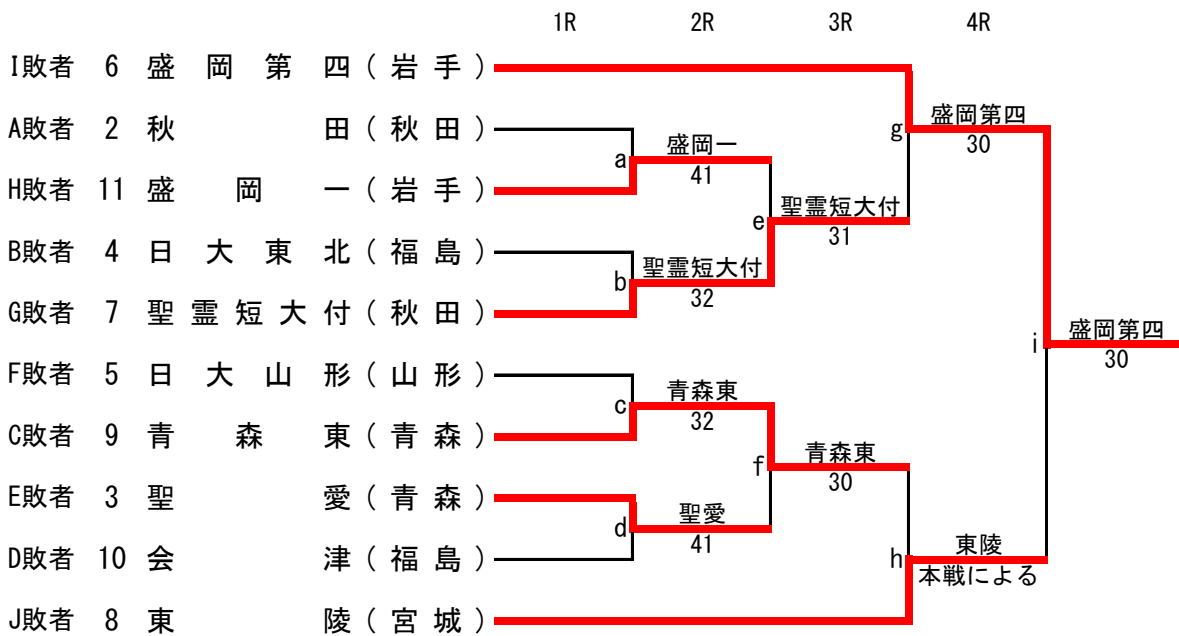 1R 2R 3R 4R
I敗者 6 盛岡第四(岩手)
盛岡第四
A敗者 2 秋田(秋田)
g
盛岡一
30
a
41
H敗者 11 盛岡一(岩手)
聖霊短大付
e
31
B敗者 4 日大東北(福島)
聖霊短大付
b
32
G敗者 7 聖霊短大付(秋田)
盛岡第四
i
30
F敗者 5 日大山形(山形)
青森東
c
32
C敗者 9 青森東(青森)
青森東
f
30
E敗者 3 聖愛(青森)
聖愛
d
41
東陵
D敗者 10 会津(福島)
h
本戦による
J敗者 8 東陵(宮城)